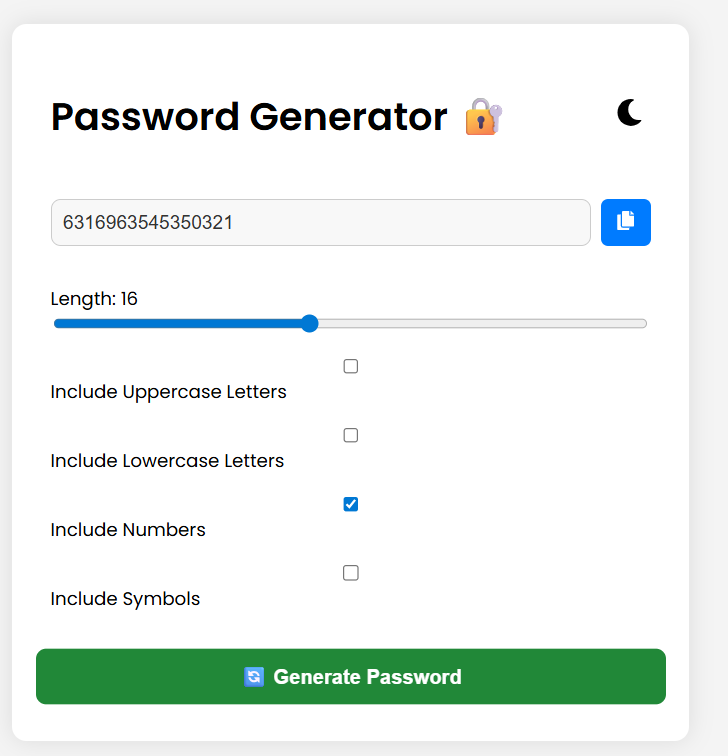 Password Generator 🔐
6316963545350321
Length: 16
Include Uppercase Letters
Include Lowercase Letters
Include Numbers
Include Symbols
🔄 Generate Password